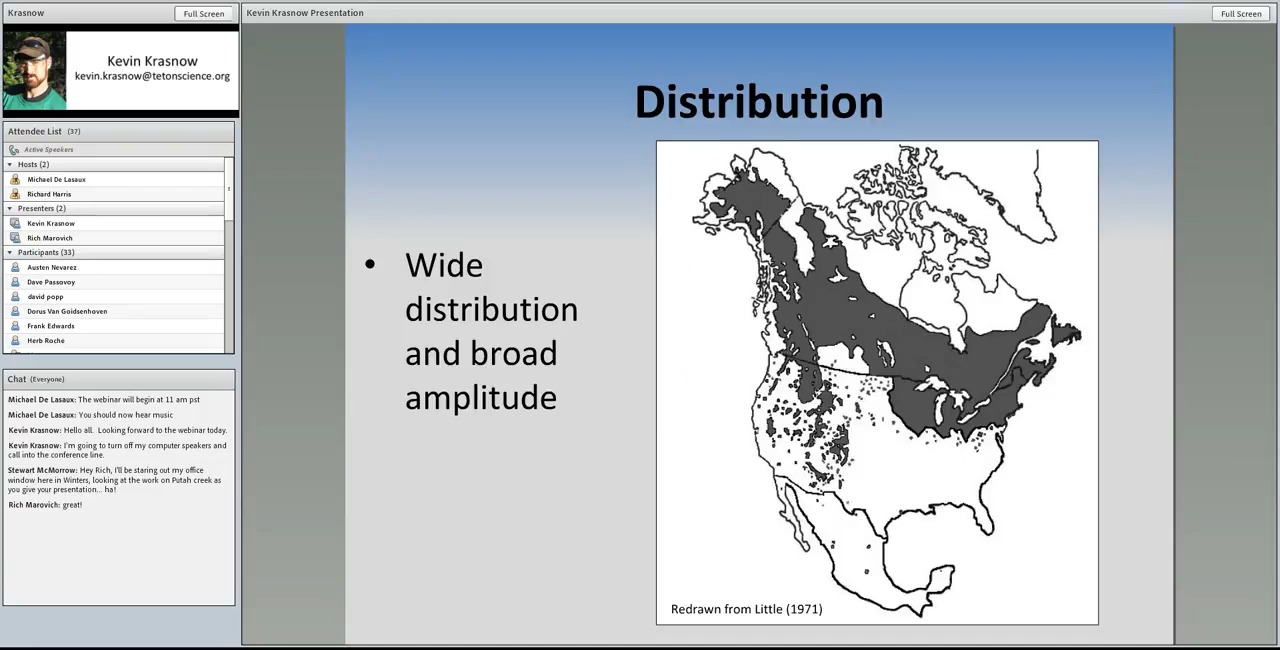 Krasnow
Full Screen
Kevin Krasnow
kevin.krasnow@tetonscience.org
Attendee List (37)
Active Speakers
Hosts (2)
Michael De Lasaux
Richard Harris
Presenters (2)
Kevin Krasnow
Rich Marovich
Participants (33)
Austen Nevarez
Dave Passovoy
david popp
Dorus Van Goidsenhoven
Frank Edwards
Herb Roche
Chat (Everyone)
Michael De Lasaux: The webinar will begin at 11 am pst
Michael De Lasaux: You should now hear music
Kevin Krasnow: Hello all. Looking forward to the webinar today.
Kevin Krasnow: I'm going to turn off my computer speakers and
call into the conference line.
Stewart McMorrow: Hey Rich, I'll be staring out my office
window here in Winters, looking at the work on Putah creek as
you give your presentation... ha!
Rich Marovich: great!
Kevin Krasnow Presentation
Full Screen
Distribution
• Wide
distribution
and broad
amplitude
Redrawn from Little (1971)